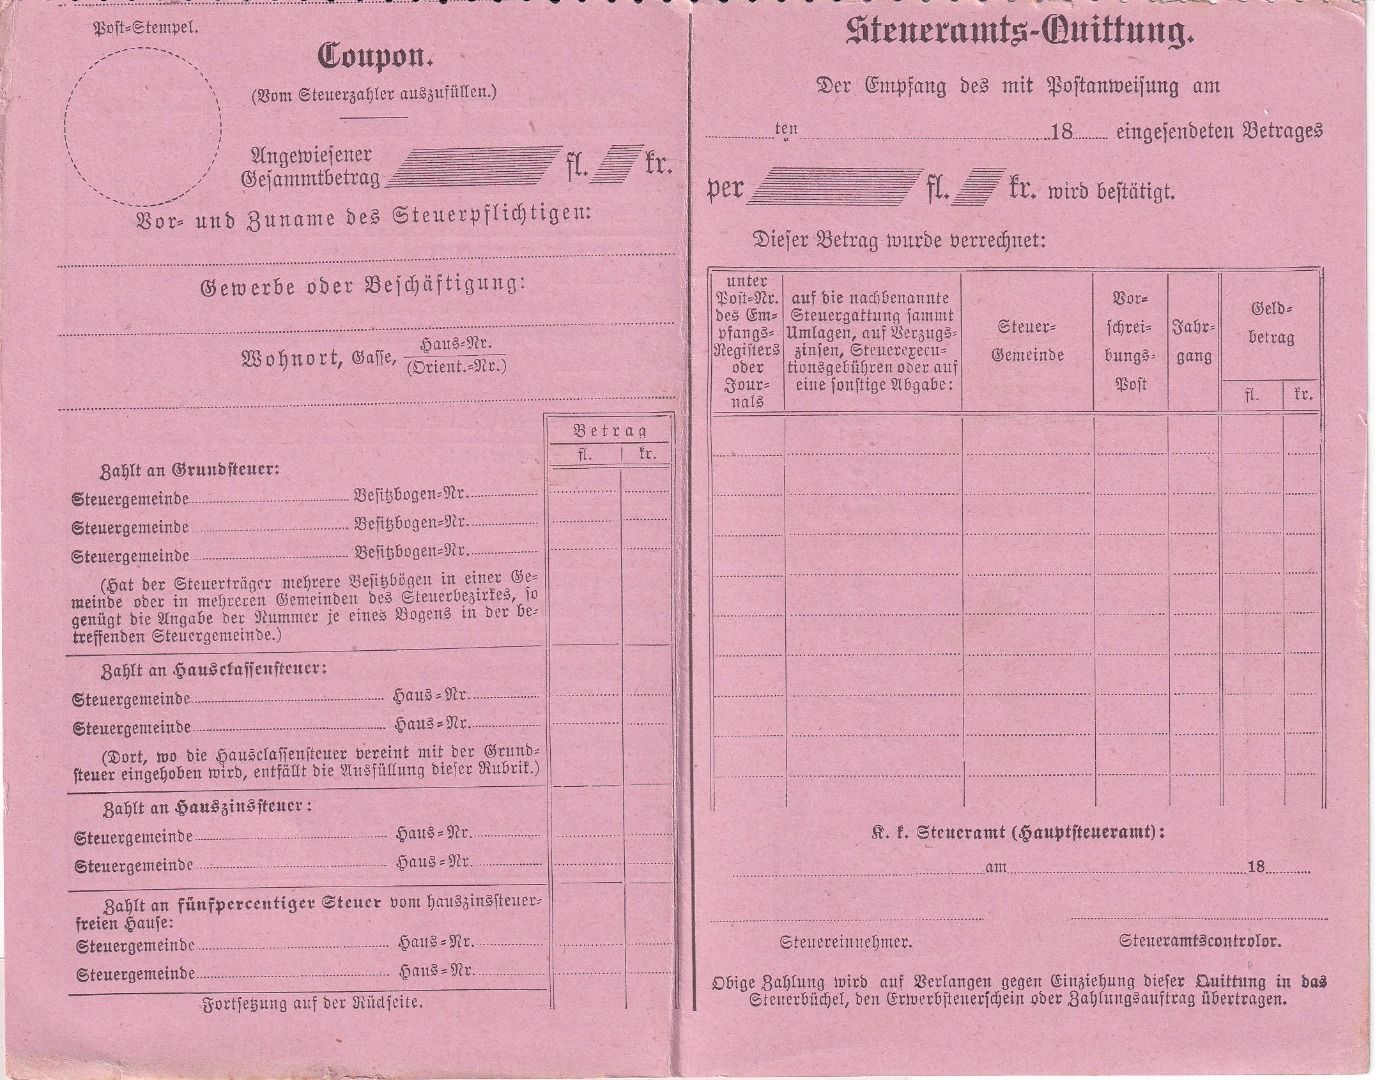 Post-Stempel.
Coupon.
(Vom Steuerzahler auszufüllen.)
Angewiesener
Gesammtbetrag fl. kr.
Vor- und Zuname des Steuerpflichtigen:
Gewerbe oder Beschäftigung:
Wohnort, Gasse, Haus-Nr.
(Orient.-Nr.)
Betrag
fl. kr.
Zahlt an Grundsteuer:
Steuergemeinde Besitzbogen-Nr.
Steuergemeinde Besitzbogen-Nr.
Steuergemeinde Besitzbogen-Nr.
(Hat der Steuerträger mehrere Besitzbögen in einer Ge-
meinde oder in mehreren Gemeinden des Steuerbezirkes, so
genügt die Angabe der Nummer je eines Bogens in der be-
treffenden Steuergemeinde.)
Zahlt an Hausclassensteuer:
Steuergemeinde Haus-Nr.
Steuergemeinde Haus-Nr.
(Dort, wo die Hausclassensteuer vereint mit der Grund-
steuer eingehoben wird, entfällt die Ausfüllung dieser Rubrik.)
Zahlt an Hauszinssteuer:
Steuergemeinde Haus-Nr.
Steuergemeinde Haus-Nr.
Zahlt an fünfpercentiger Steuer vom hauszinssteuer-
freien Hause:
Steuergemeinde Haus-Nr.
Steuergemeinde Haus-Nr.
Fortsetzung auf der Rückseite.
Steueramts-Quittung.
Der Empfang des mit Postanweisung am
ten 18 eingesendeten Betrages
per fl. kr. wird bestätigt.
Dieser Betrag wurde verrechnet:
unter
Post-Nr.
des Em-
pfangs-
Registers
oder
Jour-
nals
auf die nachbenannte
Steuergattung sammt
Umlagen, auf Verzugs-
zinsen, Steuerexecu-
tionsgebühren oder auf
eine sonstige Abgabe:
Steuer-
Gemeinde
Vor-
schrei-
bungs-
Post
Jahr-
gang
Geld-
betrag
fl. kr.
K. k. Steueramt (Hauptsteueramt):
am 18
Steuereinnehmer. Steueramtscontrolor.
Obige Zahlung wird auf Verlangen gegen Einziehung dieser Quittung in das
Steuerbüchel, den Erwerbsteuerschein oder Zahlungsauftrag übertragen.